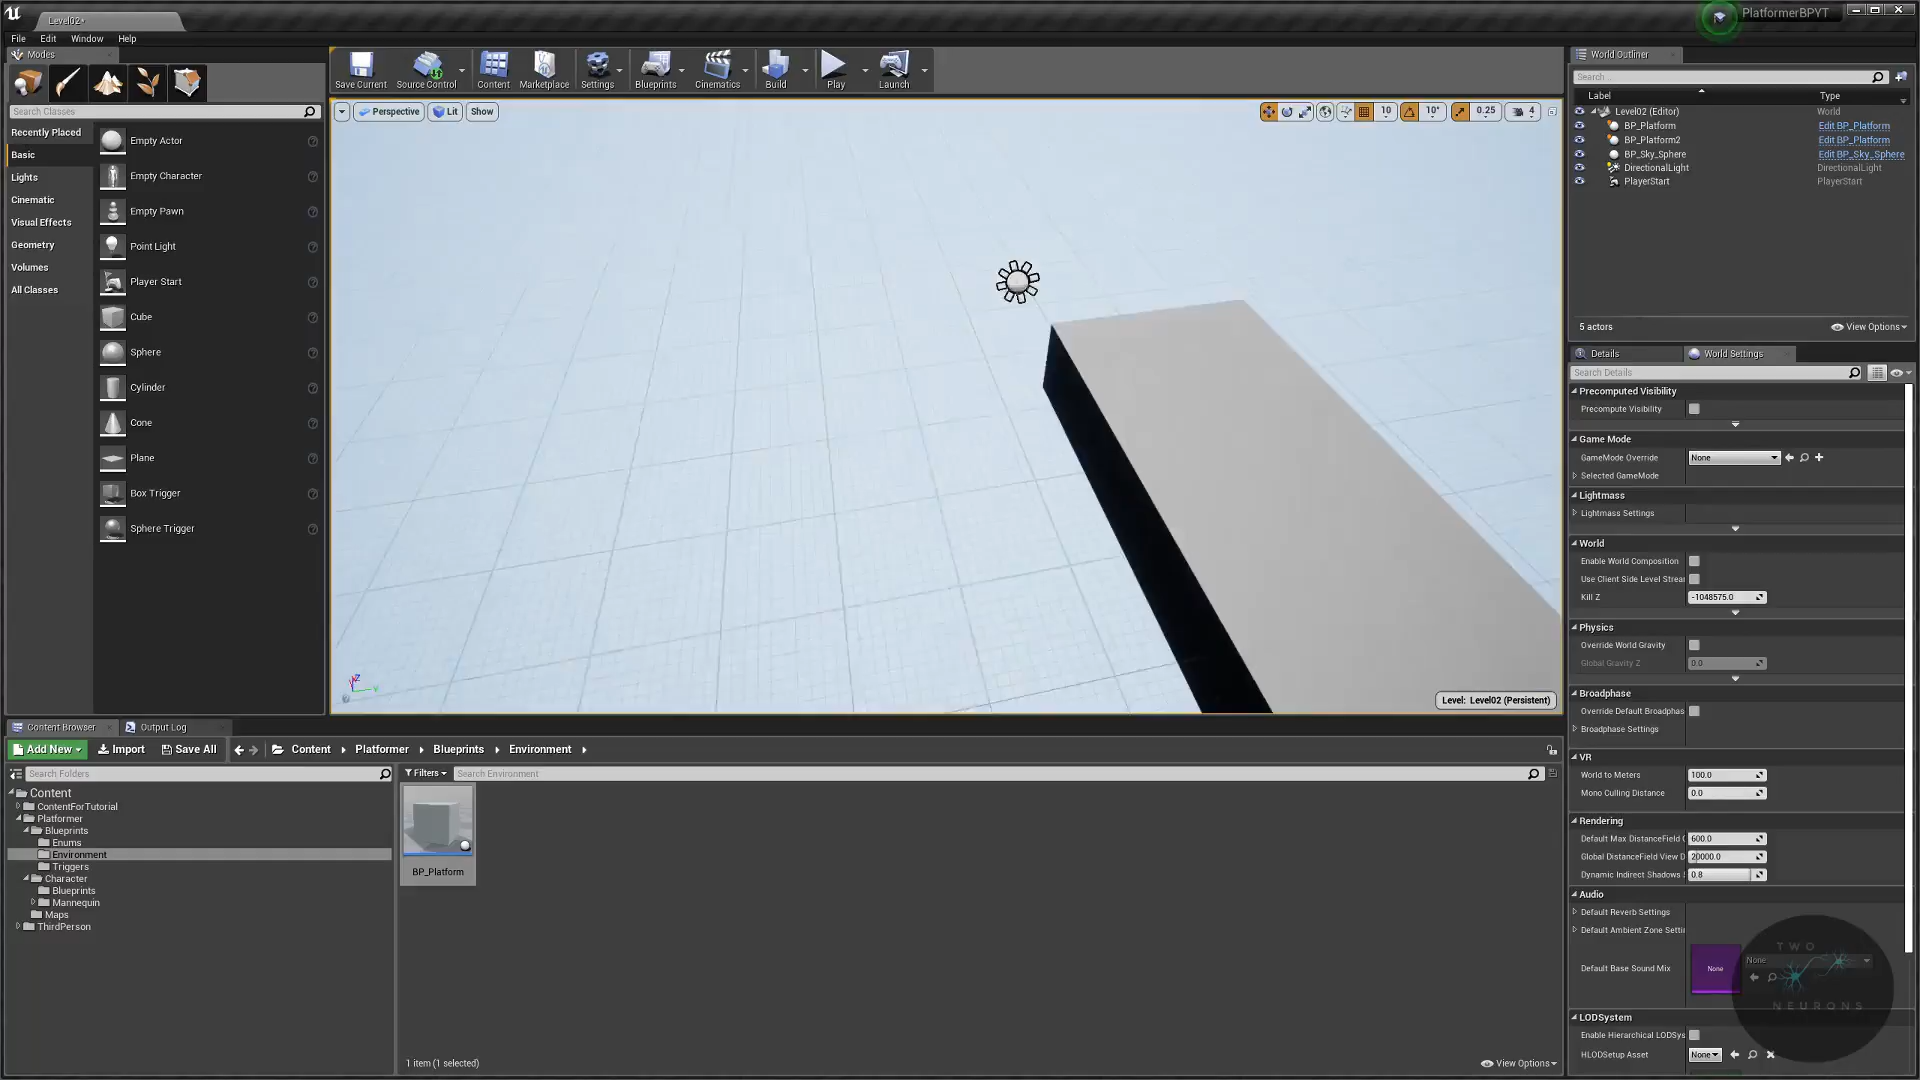 Level02*
PlatformerBPYT
File Edit Window Help
Modes
Search Classes
Recently Placed
Basic
Lights
Cinematic
Visual Effects
Geometry
Volumes
All Classes
Empty Actor
Empty Character
Empty Pawn
Point Light
Player Start
Cube
Sphere
Cylinder
Cone
Plane
Box Trigger
Sphere Trigger
Save Current Source Control Content Marketplace Settings Blueprints Cinematics Build Play Launch
Perspective Lit Show
10 10° 0.25 4
Level: Level02 (Persistent)
World Outliner
Search...
Label Type
Level02 (Editor) World
BP_Platform Edit BP_Platform
BP_Platform2 Edit BP_Platform
BP_Sky_Sphere Edit BP_Sky_Sphere
DirectionalLight DirectionalLight
PlayerStart PlayerStart
5 actors View Options
Details World Settings
Search Details
Precomputed Visibility
Precompute Visibility
Game Mode
GameMode Override None
Selected GameMode
Lightmass
Lightmass Settings
World
Enable World Composition
Use Client Side Level Strea
Kill Z -1048575.0
Physics
Override World Gravity
Global Gravity Z 0.0
Broadphase
Override Default Broadphas
Broadphase Settings
VR
World to Meters 100.0
Mono Culling Distance 0.0
Rendering
Default Max DistanceField 600.0
Global DistanceField View D 20000.0
Dynamic Indirect Shadows 0.8
Audio
Default Reverb Settings
Default Ambient Zone Setti
Default Base Sound Mix None None
LODSystem
Enable Hierarchical LODSys
HLODSetup Asset None
TWO
NEURONS
Content Browser Output Log
Add New Import Save All Content Platformer Blueprints Environment
Search Folders
Filters Search Environment
Content
ContentForTutorial
Platformer
Blueprints
Enums
Environment
Triggers
Character
Blueprints
Mannequin
Maps
ThirdPerson
BP_Platform
1 item (1 selected) View Options